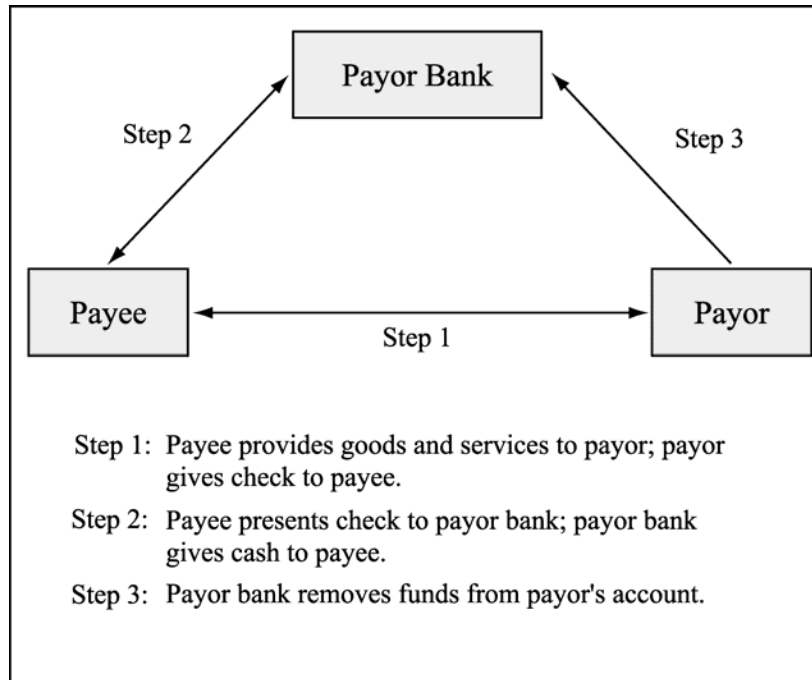 Payor Bank
Step 2
Step 3
Payee
Payor
Step 1
Step 1: Payee provides goods and services to payor; payor
gives check to payee.
Step 2: Payee presents check to payor bank; payor bank
gives cash to payee.
Step 3: Payor bank removes funds from payor's account.